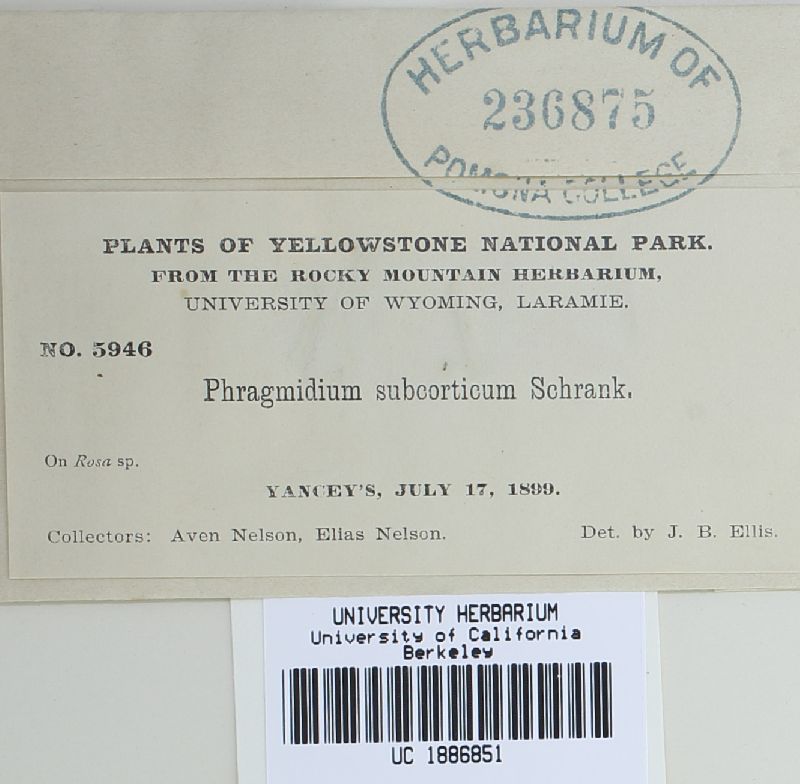 HERBARIUM OF
236875
POMONA COLLEGE
PLANTS OF YELLOWSTONE NATIONAL PARK.
FROM THE ROCKY MOUNTAIN HERBARIUM,
UNIVERSITY OF WYOMING, LARAMIE.
NO. 5946
Phragmidium subcorticum Schrank.
On Rosa sp.
YANCEY'S, JULY 17, 1899.
Collectors: Aven Nelson, Elias Nelson. Det. by J. B. Ellis.
UNIVERSITY HERBARIUM
University of California
Berkeley
UC 1886851